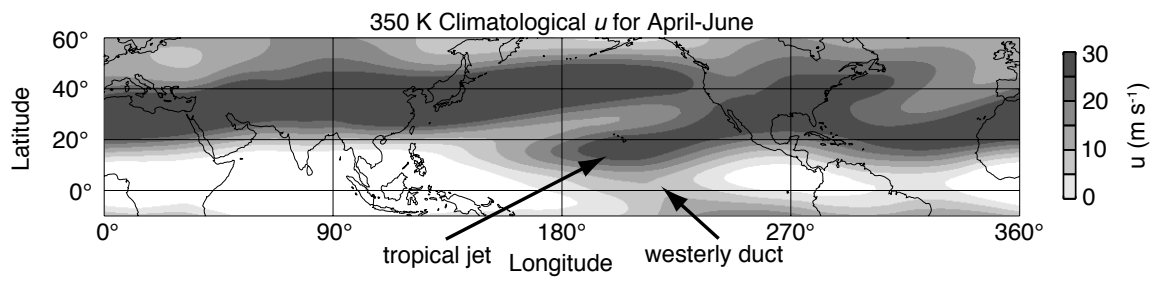 350 K Climatological u for April-June
60°
40°
20°
0°
Latitude
0°
90°
180°
270°
360°
Longitude
tropical jet
westerly duct
30
20
10
0
u (m s⁻¹)